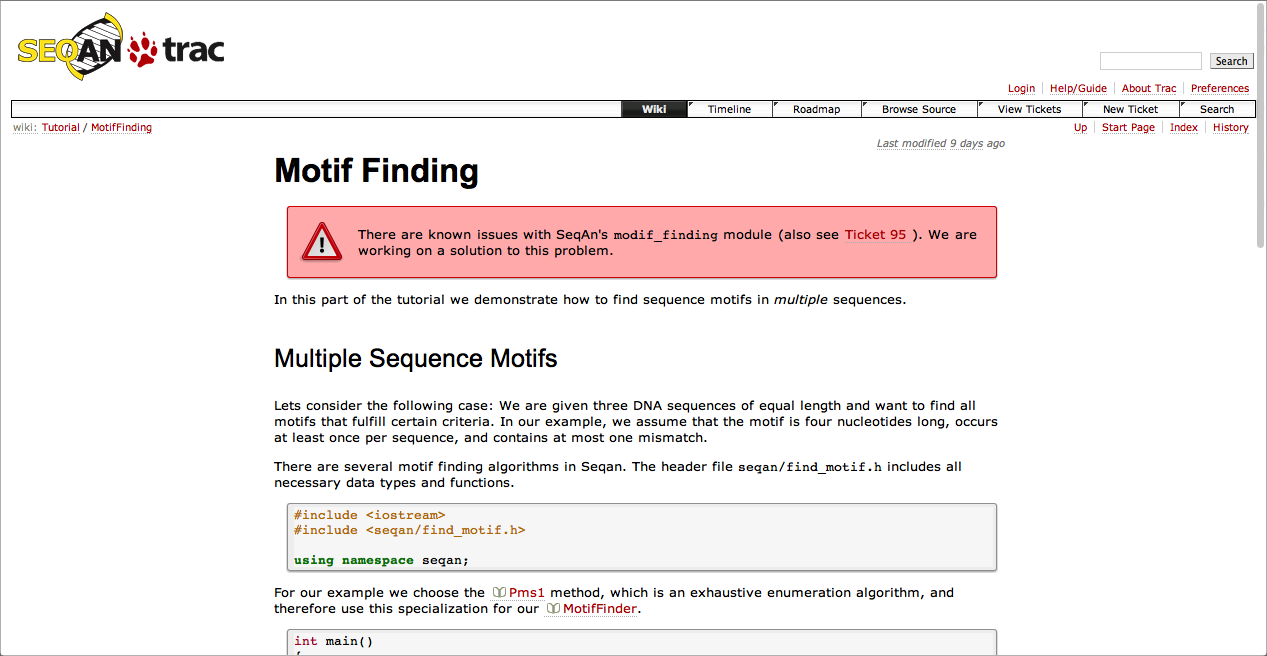 SEQAN trac
Search
Login Help/Guide About Trac Preferences
Wiki Timeline Roadmap Browse Source View Tickets New Ticket Search
wiki: Tutorial / MotifFinding Up Start Page Index History
Last modified 9 days ago
Motif Finding
There are known issues with SeqAn's modif_finding module (also see Ticket 95 ). We are
working on a solution to this problem.
In this part of the tutorial we demonstrate how to find sequence motifs in multiple sequences.
Multiple Sequence Motifs
Lets consider the following case: We are given three DNA sequences of equal length and want to find all
motifs that fulfill certain criteria. In our example, we assume that the motif is four nucleotides long, occurs
at least once per sequence, and contains at most one mismatch.
There are several motif finding algorithms in Seqan. The header file seqan/find_motif.h includes all
necessary data types and functions.
#include <iostream>
#include <seqan/find_motif.h>
using namespace seqan;
For our example we choose the Pms1 method, which is an exhaustive enumeration algorithm, and
therefore use this specialization for our MotifFinder.
int main()